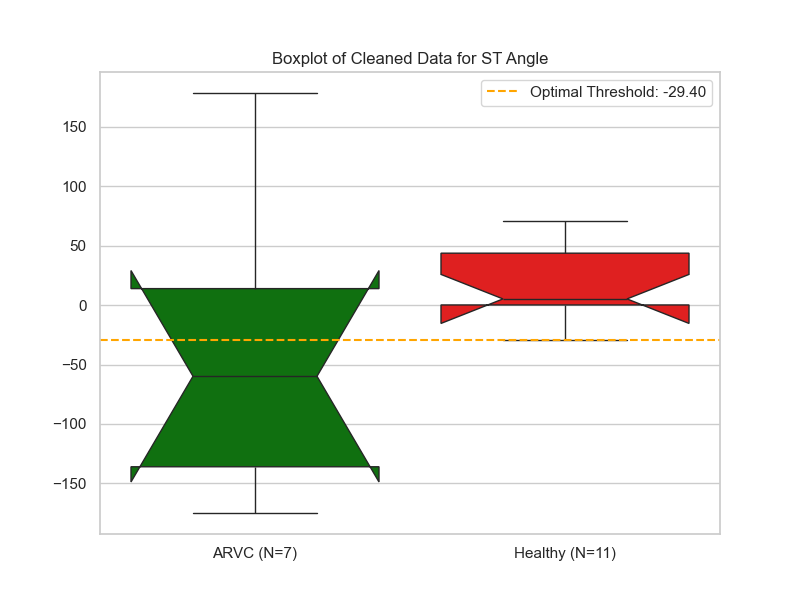 Boxplot of Cleaned Data for ST Angle
Optimal Threshold: -29.40
150
100
50
0
−50
−100
−150
ARVC (N=7)
Healthy (N=11)